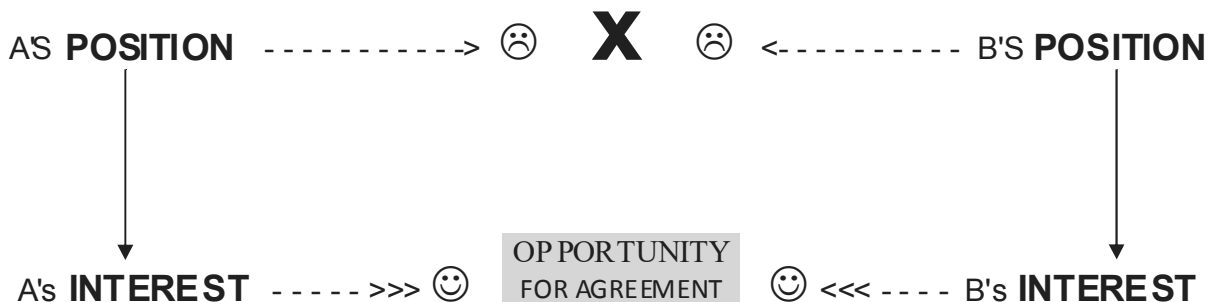 A'S POSITION - - - - - - - - - - -> ☹ X ☹ <- - - - - - - - - - B'S POSITION
OPPORTUNITY
A's INTEREST - - - - - >>> ☺ FOR AGREEMENT ☺ <<< - - - - B's INTEREST